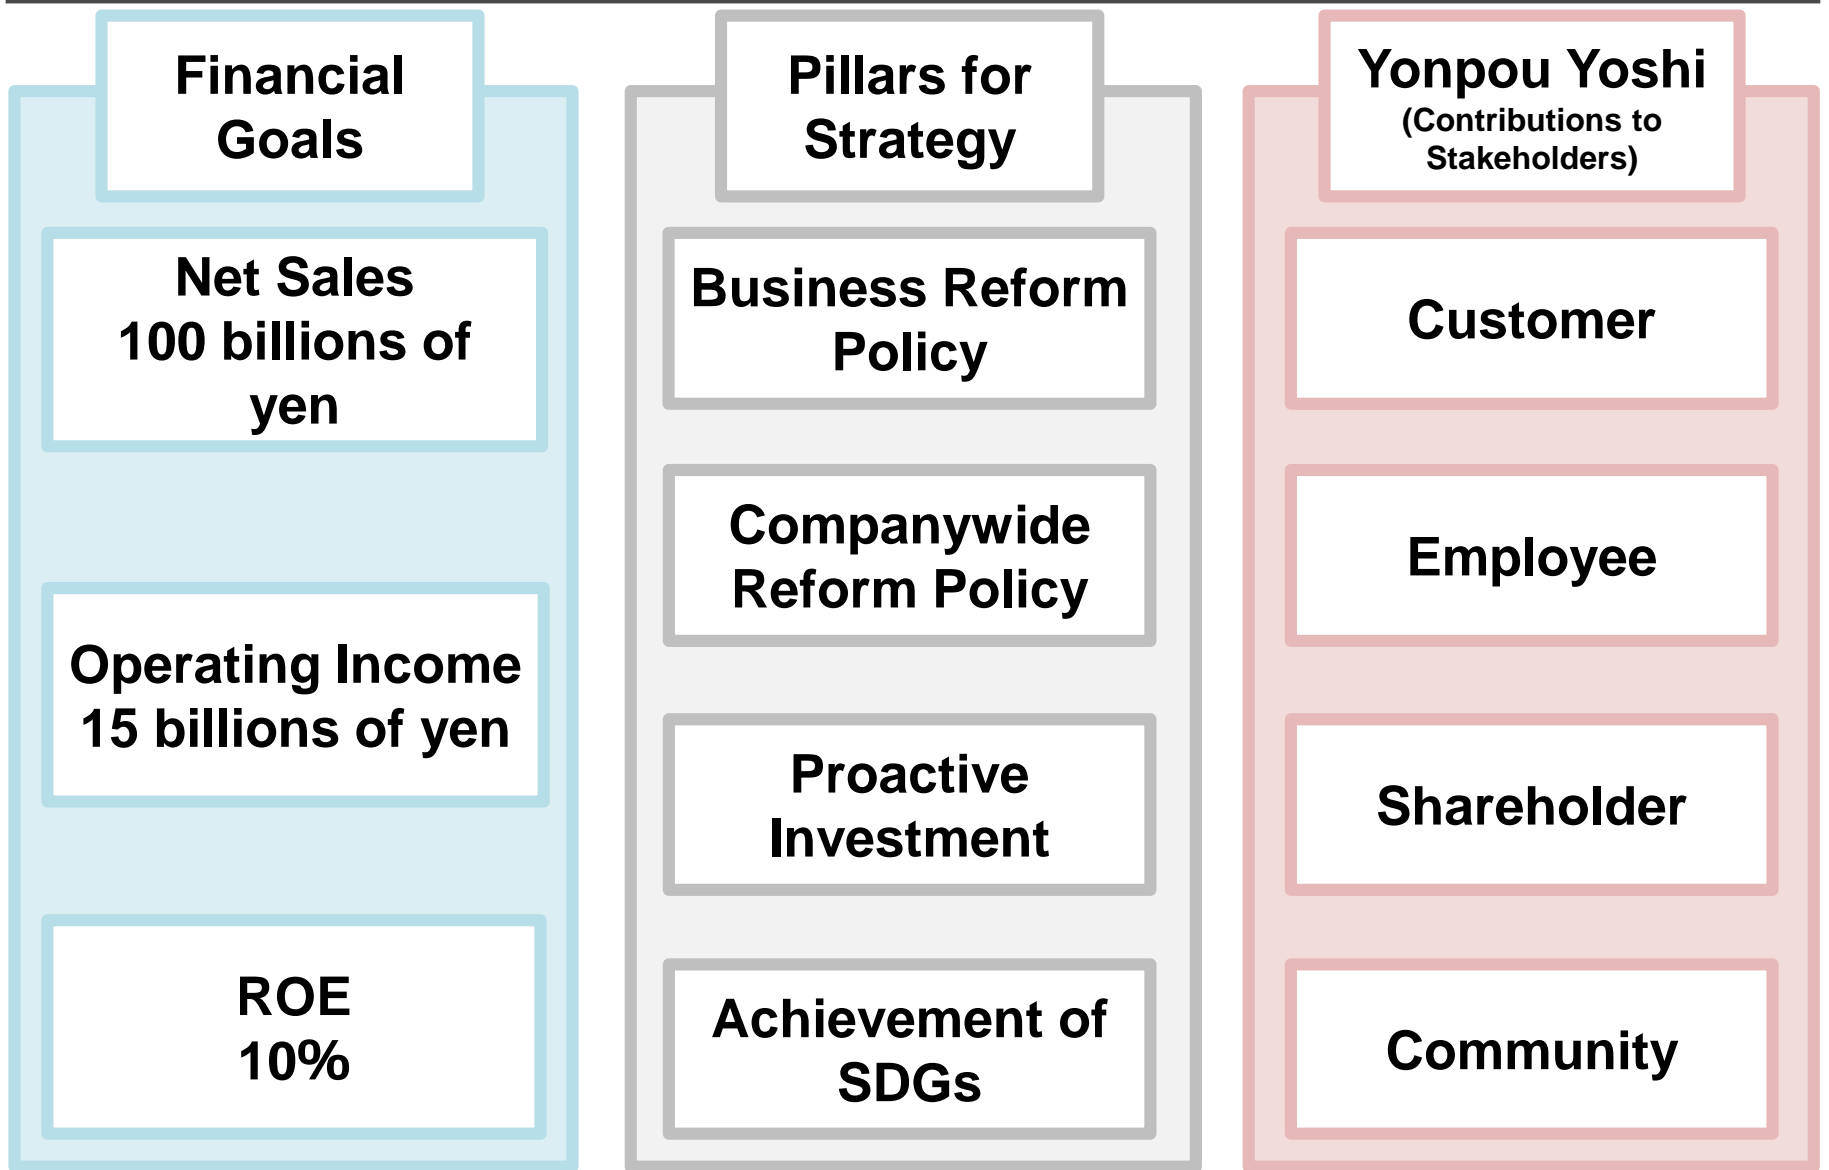 Financial
Goals
Net Sales
100 billions of
yen
Operating Income
15 billions of yen
ROE
10%
Pillars for
Strategy
Business Reform
Policy
Companywide
Reform Policy
Proactive
Investment
Achievement of
SDGs
Yonpou Yoshi
(Contributions to
Stakeholders)
Customer
Employee
Shareholder
Community